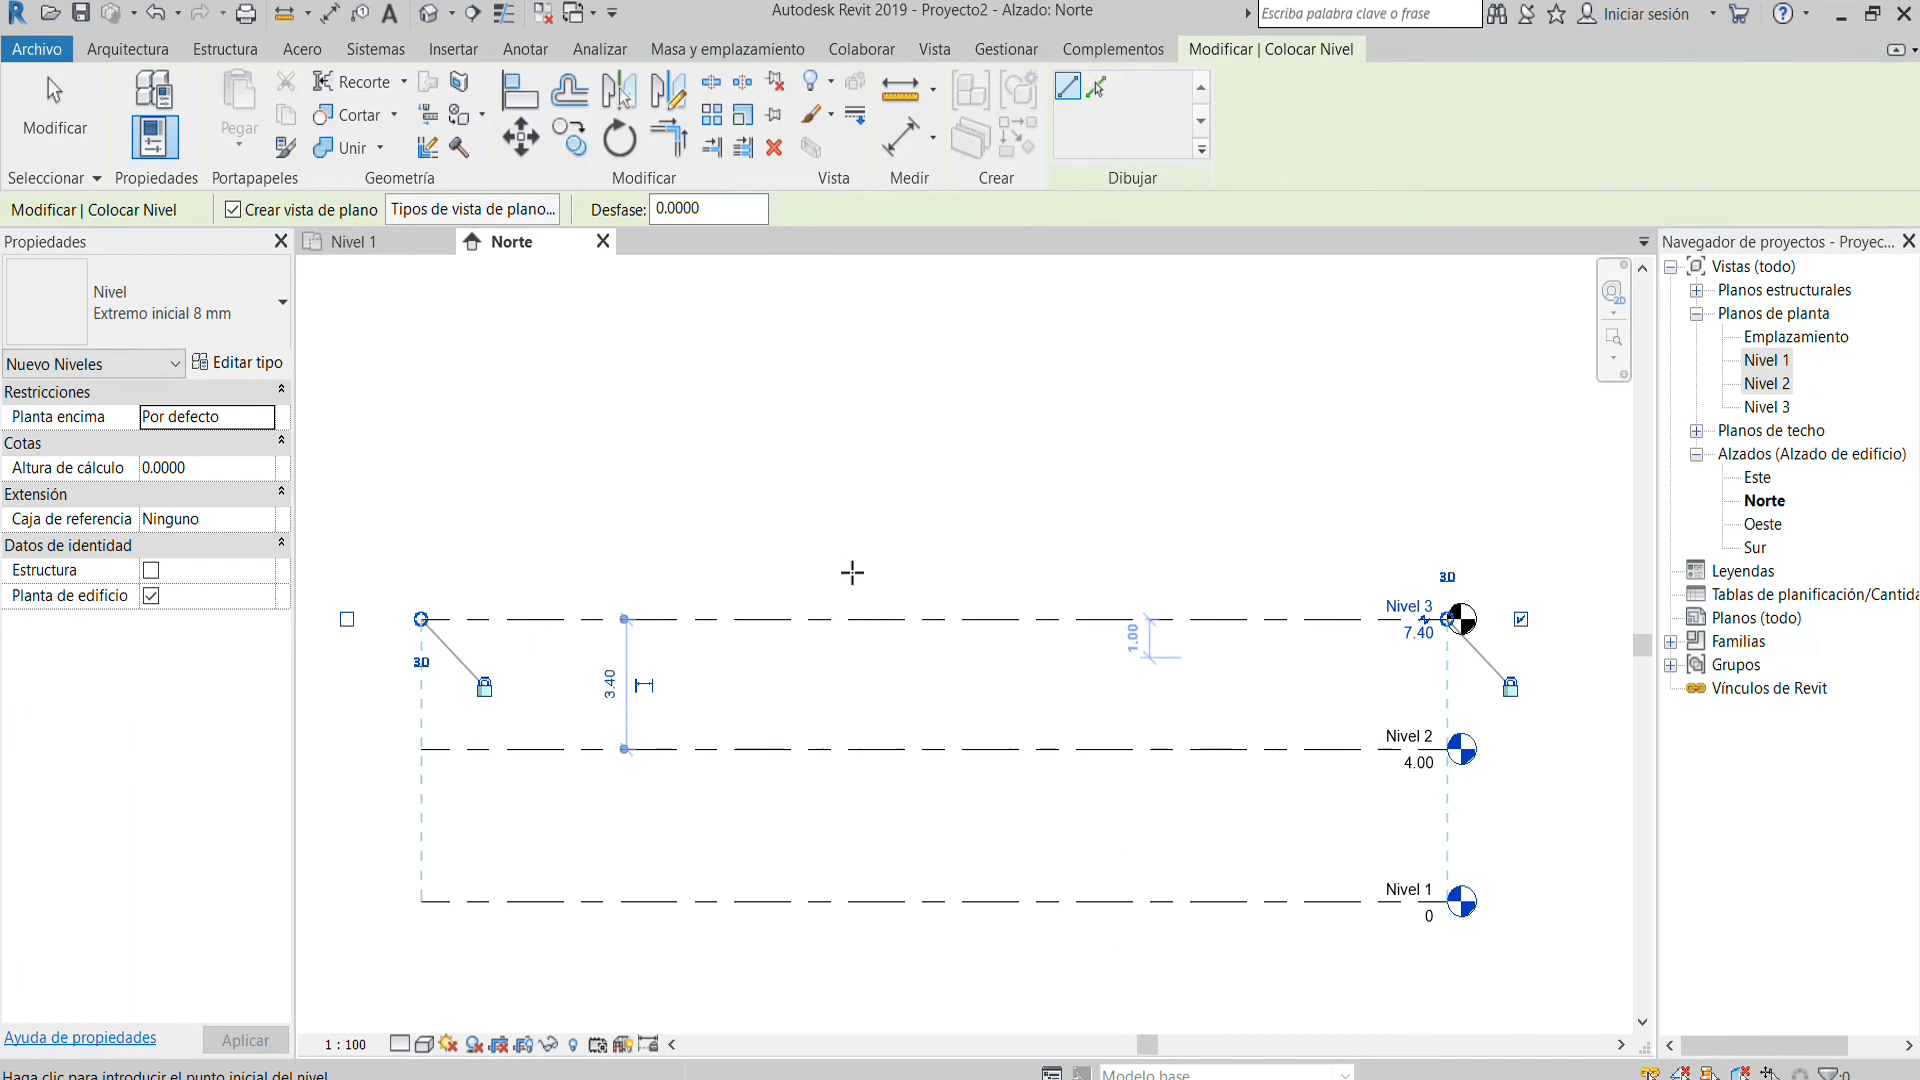 Autodesk Revit 2019 - Proyecto2 - Alzado: Norte
Escriba palabra clave o frase
Iniciar sesión
Archivo
Arquitectura
Estructura
Acero
Sistemas
Insertar
Anotar
Analizar
Masa y emplazamiento
Colaborar
Vista
Gestionar
Complementos
Modificar | Colocar Nivel
Modificar
Pegar
Recorte
Cortar
Unir
Seleccionar
Propiedades
Portapapeles
Geometría
Modificar
Vista
Medir
Crear
Dibujar
Modificar | Colocar Nivel
Crear vista de plano
Tipos de vista de plano...
Desfase:
0.0000
Propiedades
Nivel
Extremo inicial 8 mm
Nuevo Niveles
Editar tipo
Restricciones
Planta encima
Por defecto
Cotas
Altura de cálculo
0.0000
Extensión
Caja de referencia
Ninguno
Datos de identidad
Estructura
Planta de edificio
Ayuda de propiedades
Aplicar
Nivel 1
Norte
2D
3D
Nivel 3
7.40
1.00
3D
3.40
Nivel 2
4.00
Nivel 1
0
1 : 100
Navegador de proyectos - Proyec...
Vistas (todo)
Planos estructurales
Planos de planta
Emplazamiento
Nivel 1
Nivel 2
Nivel 3
Planos de techo
Alzados (Alzado de edificio)
Este
Norte
Oeste
Sur
Leyendas
Tablas de planificación/Cantida
Planos (todo)
Familias
Grupos
Vínculos de Revit
Haga clic para introducir el punto inicial del nivel
Modelo base
:0